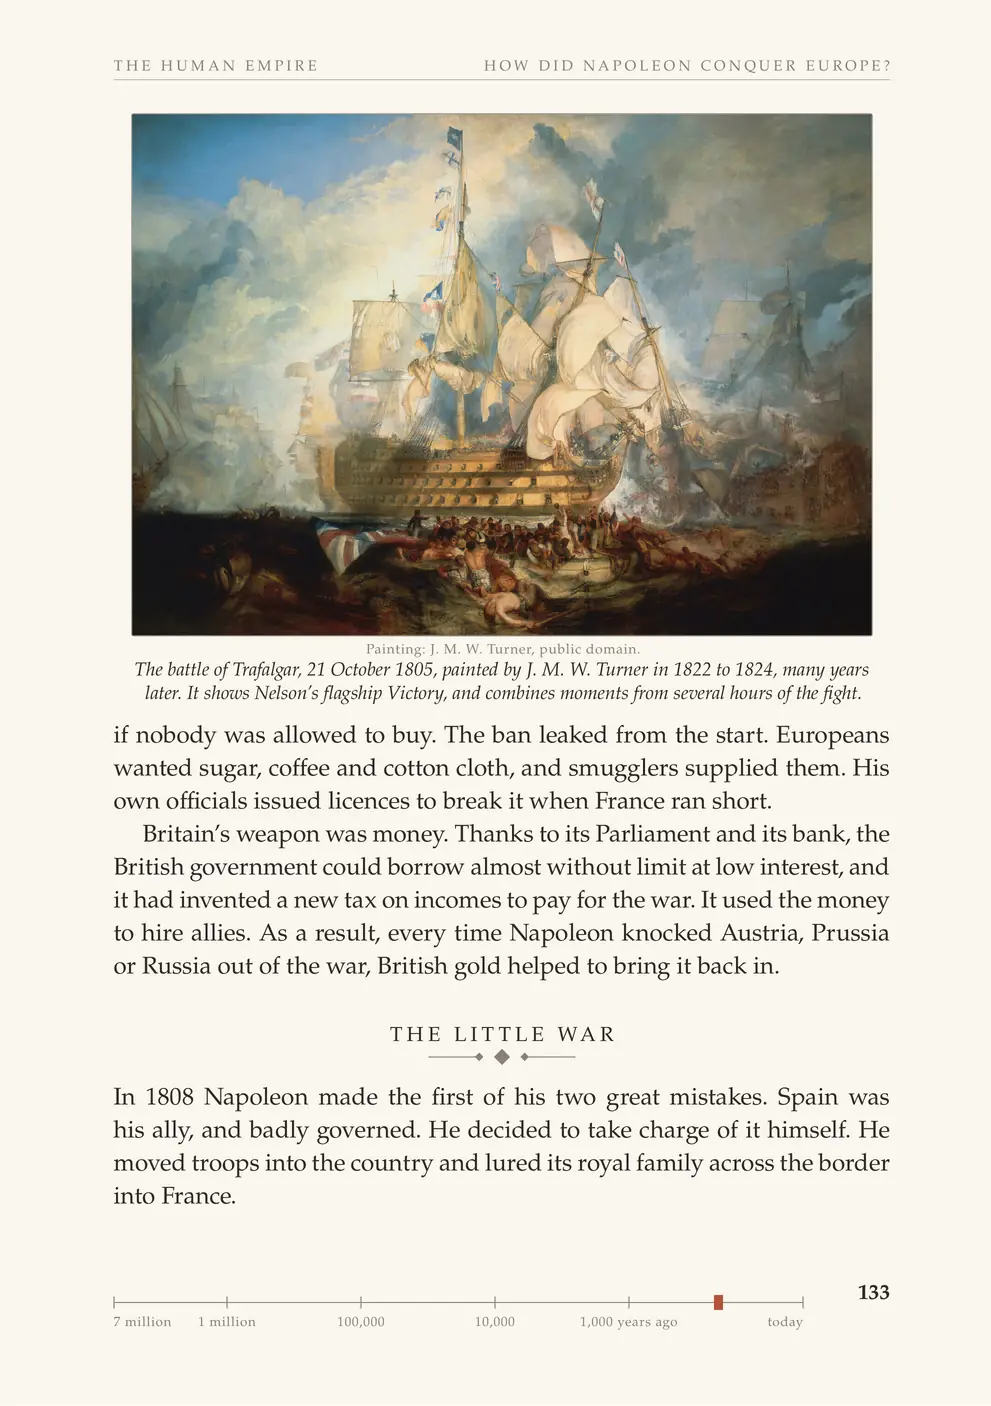 THE HUMAN EMPIRE
HOW DID NAPOLEON CONQUER EUROPE?
Painting: J. M. W. Turner, public domain.
The battle of Trafalgar, 21 October 1805, painted by J. M. W. Turner in 1822 to 1824, many years
later. It shows Nelson’s flagship Victory, and combines moments from several hours of the fight.
if nobody was allowed to buy. The ban leaked from the start. Europeans
wanted sugar, coffee and cotton cloth, and smugglers supplied them. His
own officials issued licences to break it when France ran short.
Britain’s weapon was money. Thanks to its Parliament and its bank, the
British government could borrow almost without limit at low interest, and
it had invented a new tax on incomes to pay for the war. It used the money
to hire allies. As a result, every time Napoleon knocked Austria, Prussia
or Russia out of the war, British gold helped to bring it back in.
THE LITTLE WAR
In 1808 Napoleon made the first of his two great mistakes. Spain was
his ally, and badly governed. He decided to take charge of it himself. He
moved troops into the country and lured its royal family across the border
into France.
133
7 million
1 million
100,000
10,000
1,000 years ago
today